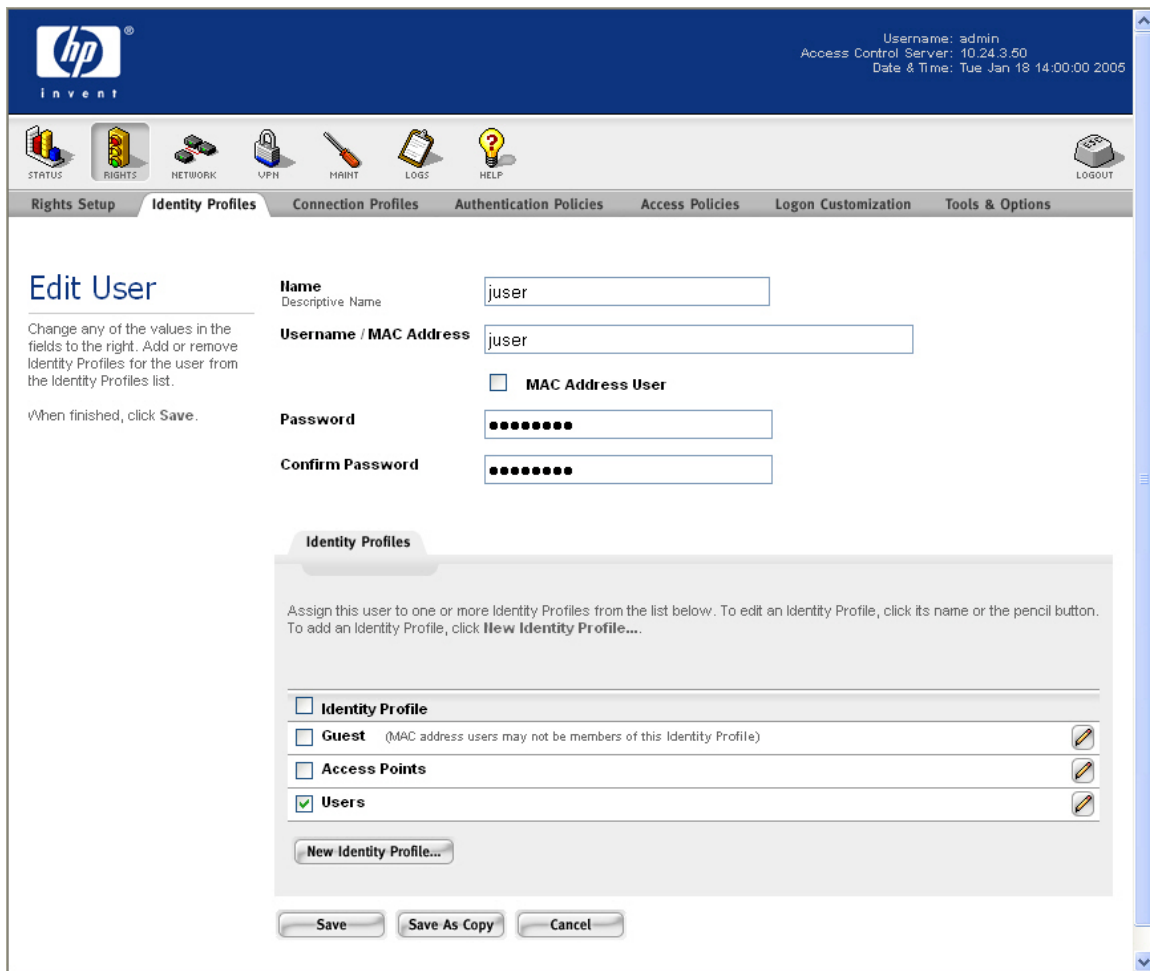 hp
®
invent
Username: admin
Access Control Server: 10.24.3.50
Date & Time: Tue Jan 18 14:00:00 2005
STATUS RIGHTS NETWORK VPN MAINT LOGS HELP LOGOUT
Rights Setup Identity Profiles Connection Profiles Authentication Policies Access Policies Logon Customization Tools & Options
Edit User
Change any of the values in the
fields to the right. Add or remove
Identity Profiles for the user from
the Identity Profiles list.
When finished, click Save.
Name juser
Descriptive Name
Username / MAC Address juser
MAC Address User
Password ••••••••
Confirm Password ••••••••
Identity Profiles
Assign this user to one or more Identity Profiles from the list below. To edit an Identity Profile, click its name or the pencil button.
To add an Identity Profile, click New Identity Profile....
Identity Profile
Guest (MAC address users may not be members of this Identity Profile)
Access Points
Users
New Identity Profile...
Save Save As Copy Cancel